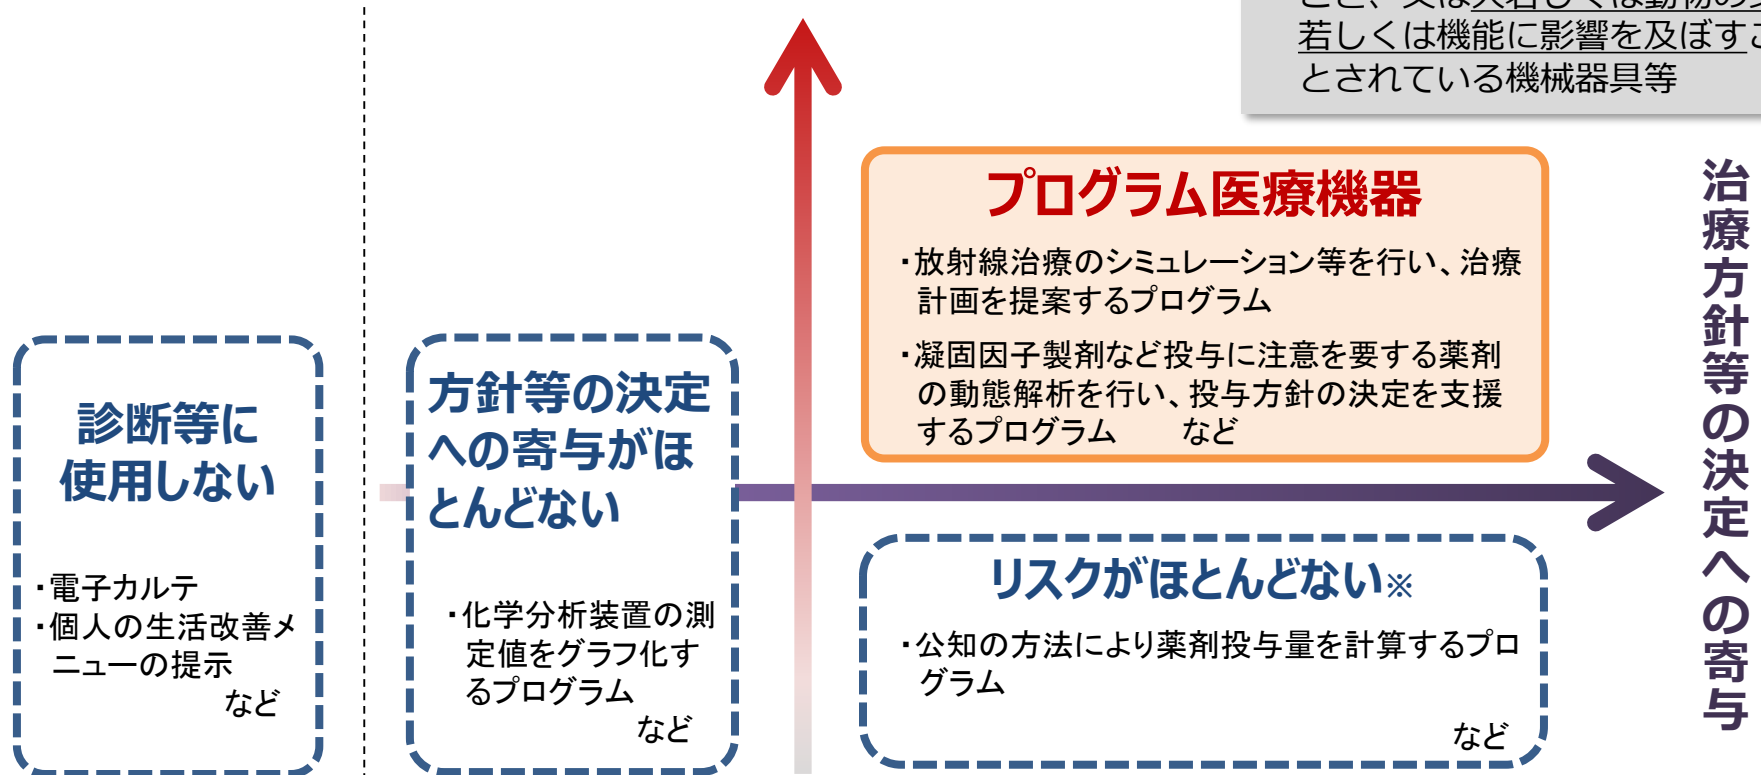 若しくは機能に影響を及ぼす
とされている機械器具等
プログラム医療機器
・放射線治療のシミュレーション等を行い、治療
計画を提案するプログラム
・凝固因子製剤など投与に注意を要する薬剤
の動態解析を行い、投与方針の決定を支援
するプログラム　　など
治療方針等の決定への寄与
診断等に
使用しない
・電子カルテ
・個人の生活改善メ
ニューの提示
など
方針等の決定
への寄与がほ
とんどない
・化学分析装置の測
定値をグラフ化す
るプログラム
など
リスクがほとんどない※
・公知の方法により薬剤投与量を計算するプロ
グラム
など